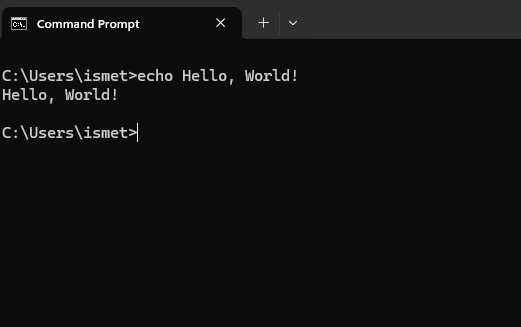 Command Prompt
C:\Users\ismet>echo Hello, World!
Hello, World!
C:\Users\ismet>